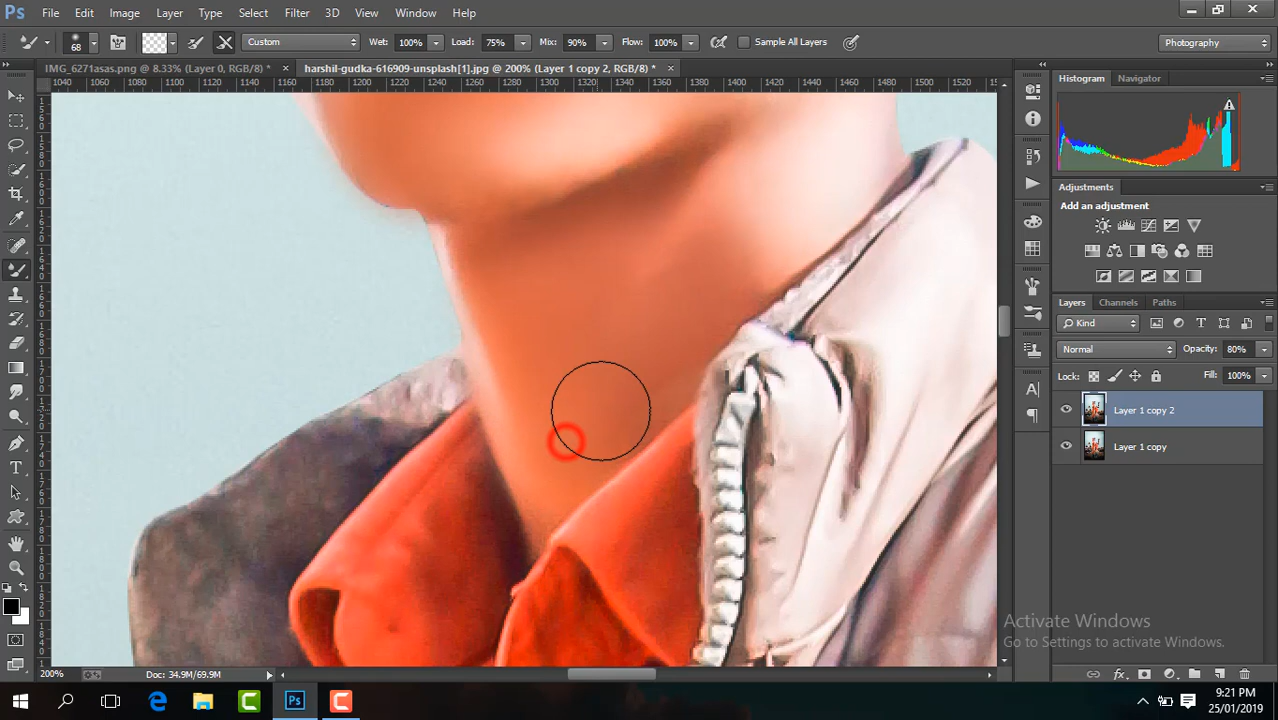 Ps File Edit Image Layer Type Select Filter 3D View Window Help
68 Custom Wet: 100% Load: 75% Mix: 90% Flow: 100% Sample All Layers Photography
IMG_6271asas.png @ 8.33% (Layer 0, RGB/8) * × harshil-gudka-616909-unsplash[1].jpg @ 200% (Layer 1 copy 2, RGB/8) * ×
1040 1060 1080 1100 1120 1140 1160 1180 1200 1220 1240 1260 1280 1300 1320 1340 1360 1380 1400 1420 1440 1460 1480 1500 1520
Histogram Navigator
Adjustments
Add an adjustment
Layers Channels Paths
Kind
Normal Opacity: 80%
Lock: Fill: 100%
Layer 1 copy 2
Layer 1 copy
Activate Windows
Go to Settings to activate Windows.
200% Doc: 34.9M/69.9M
Ps
9:21 PM
25/01/2019